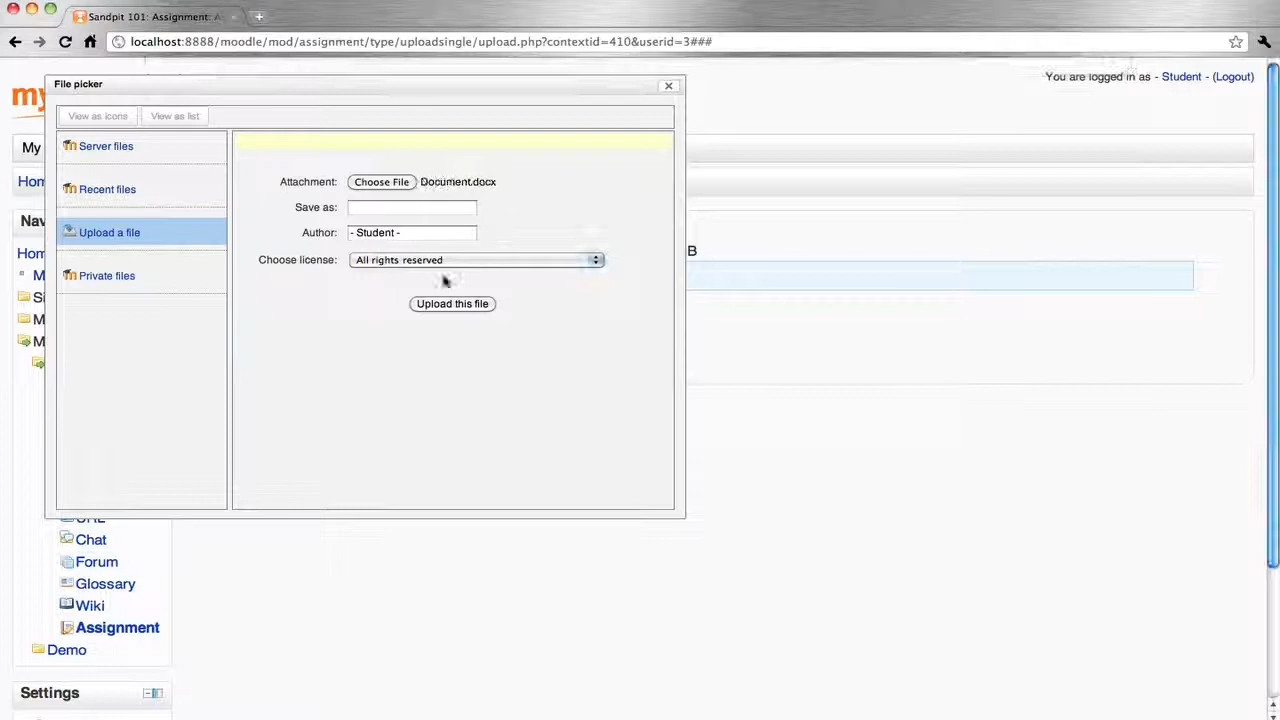 Sandpit 101: Assignment: A
localhost:8888/moodle/mod/assignment/type/uploadsingle/upload.php?contextid=410&userid=3###
You are logged in as - Student - (Logout)
File picker
my
View as icons
View as list
My
Server files
Recent files
Upload a file
Private files
Attachment:
Choose File
Document.docx
Save as:
Author:
- Student -
Choose license:
All rights reserved
Upload this file
B
Hom
Nav
Hom
M
Si
M
M
URL
Chat
Forum
Glossary
Wiki
Assignment
Demo
Settings